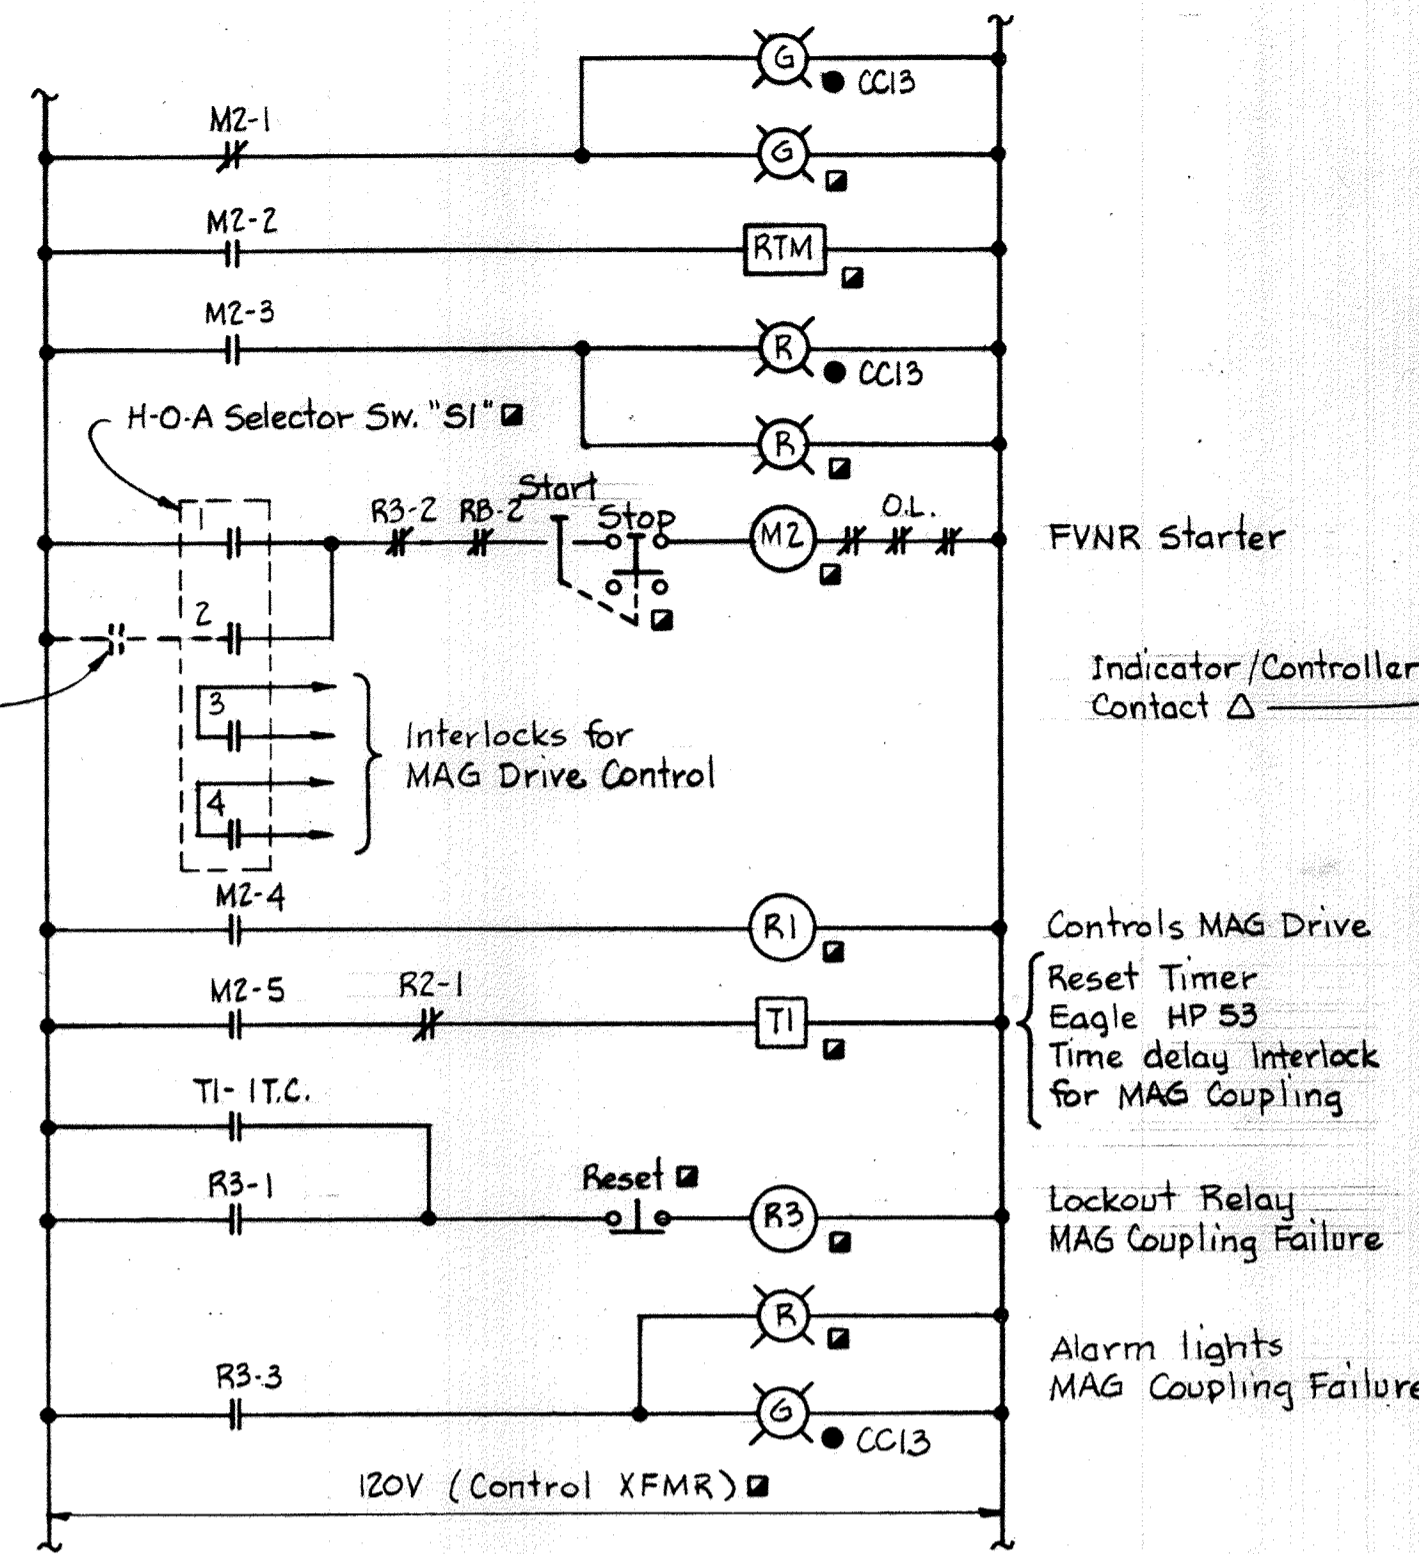 G
CC13
M2-1
G
M2-2
RTM
M2-3
R
CC13
H-O-A Selector Sw. "S1"
R
1
R3-2
RB-2
Start
Stop
M2
O.L.
FVNR Starter
2
Indicator/Controller
Contact △
3
Interlocks for
MAG Drive Control
4
M2-4
R1
Controls MAG Drive
M2-5
R2-1
T1
Reset Timer
Eagle HP 53
Time delay Interlock
for MAG Coupling
T1-1 T.C.
R3-1
Reset
R3
Lockout Relay
MAG Coupling Failure
R
Alarm lights
MAG Coupling Failure
R3-3
G
CC13
120V (Control XFMR)